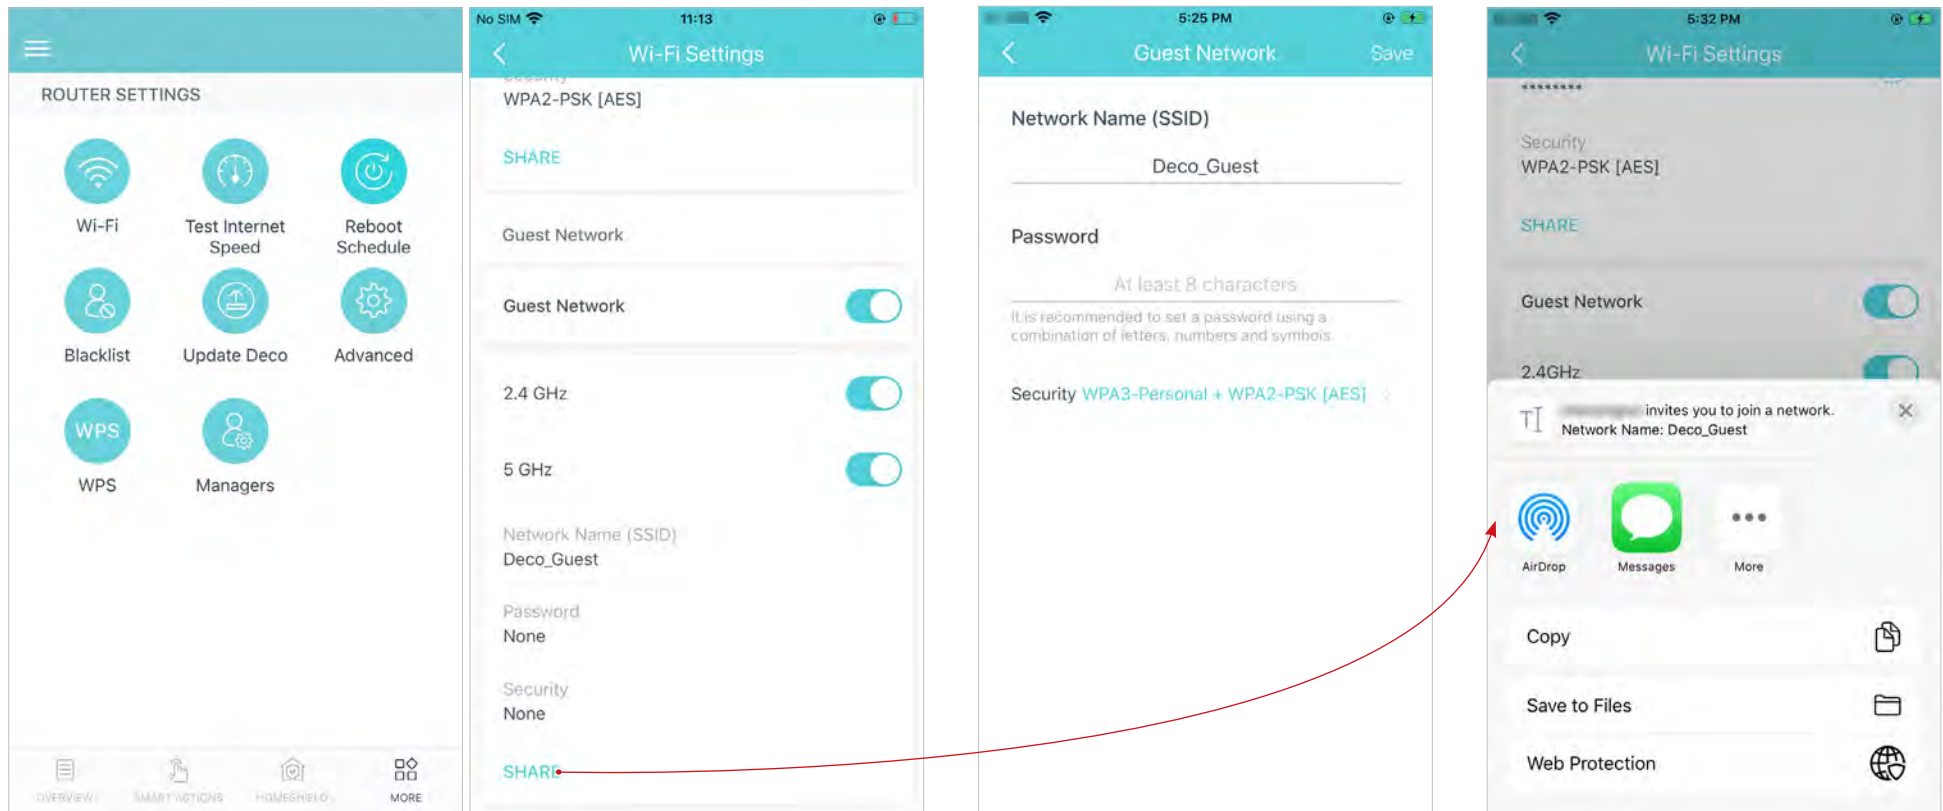 ROUTER SETTINGS
Wi-Fi
Test Internet
Speed
Reboot
Schedule
Blacklist
Update Deco
Advanced
WPS
WPS
Managers
OVERVIEW
SMART ACTIONS
HOMESHIELD
MORE
No SIM
11:13
Wi-Fi Settings
Security
WPA2-PSK [AES]
SHARE
Guest Network
Guest Network
2.4 GHz
5 GHz
Network Name (SSID)
Deco_Guest
Password
None
Security
None
SHARE
5:25 PM
Guest Network
Save
Network Name (SSID)
Deco_Guest
Password
At least 8 characters
It is recommended to set a password using a
combination of letters, numbers and symbols.
Security WPA3-Personal + WPA2-PSK [AES]
5:32 PM
Wi-Fi Settings
********
Security
WPA2-PSK [AES]
SHARE
Guest Network
2.4GHz
invites you to join a network.
Network Name: Deco_Guest
AirDrop
Messages
More
Copy
Save to Files
Web Protection